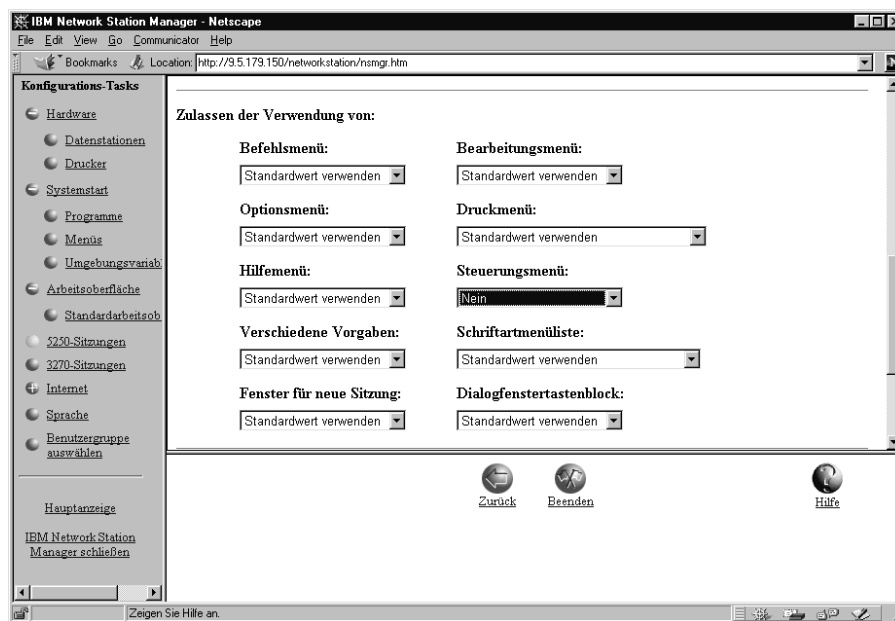 IBM Network Station Manager - Netscape
File Edit View Go Communicator Help
Bookmarks Location: http://9.5.179.150/networkstation/nsmgr.htm
Konfigurations-Tasks
Hardware
Datenstationen
Drucker
Systemstart
Programme
Menüs
Umgebungsvariabl
Arbeitsoberfläche
Standardarbeitsob
5250-Sitzungen
3270-Sitzungen
Internet
Sprache
Benutzergruppe
auswählen
Hauptanzeige
IBM Network Station
Manager schließen
Zulassen der Verwendung von:
Befehlsmenü: Bearbeitungsmenü:
Standardwert verwenden Standardwert verwenden
Optionsmenü: Druckmenü:
Standardwert verwenden Standardwert verwenden
Hilfemenü: Steuerungsmenü:
Standardwert verwenden Nein
Verschiedene Vorgaben: Schriftartmenüliste:
Standardwert verwenden Standardwert verwenden
Fenster für neue Sitzung: Dialogfenstertastenblock:
Standardwert verwenden Standardwert verwenden
Zurück Beenden Hilfe
Zeigen Sie Hilfe an.